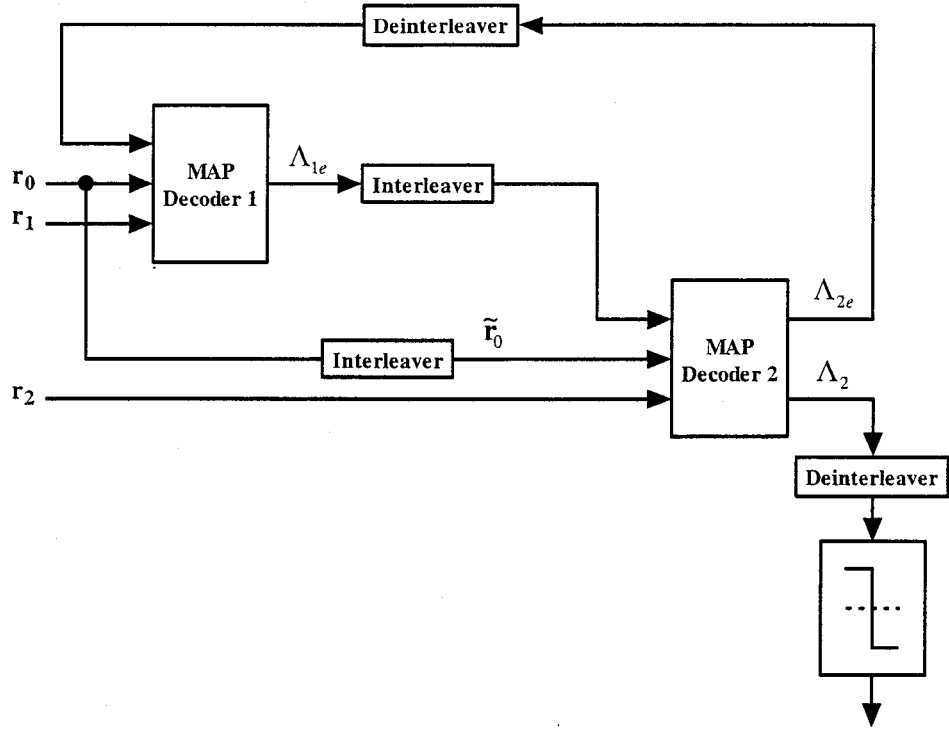 Deinterleaver
MAP
Decoder 1
Λ1e
Interleaver
r0
r1
Λ2e
r̃0
Interleaver
MAP
Decoder 2
Λ2
r2
Deinterleaver